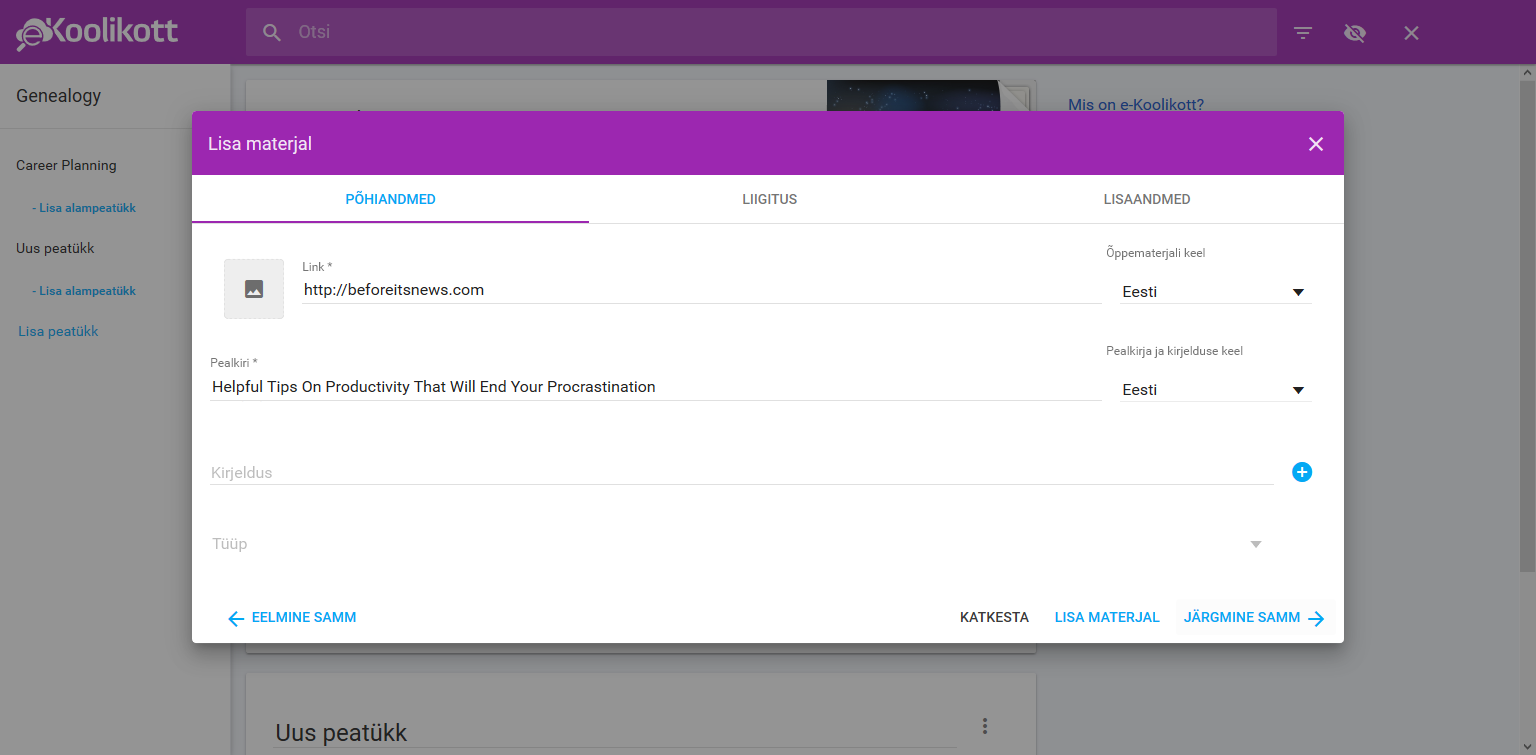 eKoolikott
Otsi
Genealogy
Mis on e-Koolikott?
Career Planning
- Lisa alampeatükk
Uus peatükk
- Lisa alampeatükk
Lisa peatükk
Lisa materjal
PÕHIANDMED
LIIGITUS
LISAANDMED
Link *
http://beforeitsnews.com
Õppematerjali keel
Eesti
Pealkiri *
Helpful Tips On Productivity That Will End Your Procrastination
Pealkirja ja kirjelduse keel
Eesti
Kirjeldus
Tüüp
EELMINE SAMM
KATKESTA
LISA MATERJAL
JÄRGMINE SAMM
Uus peatükk